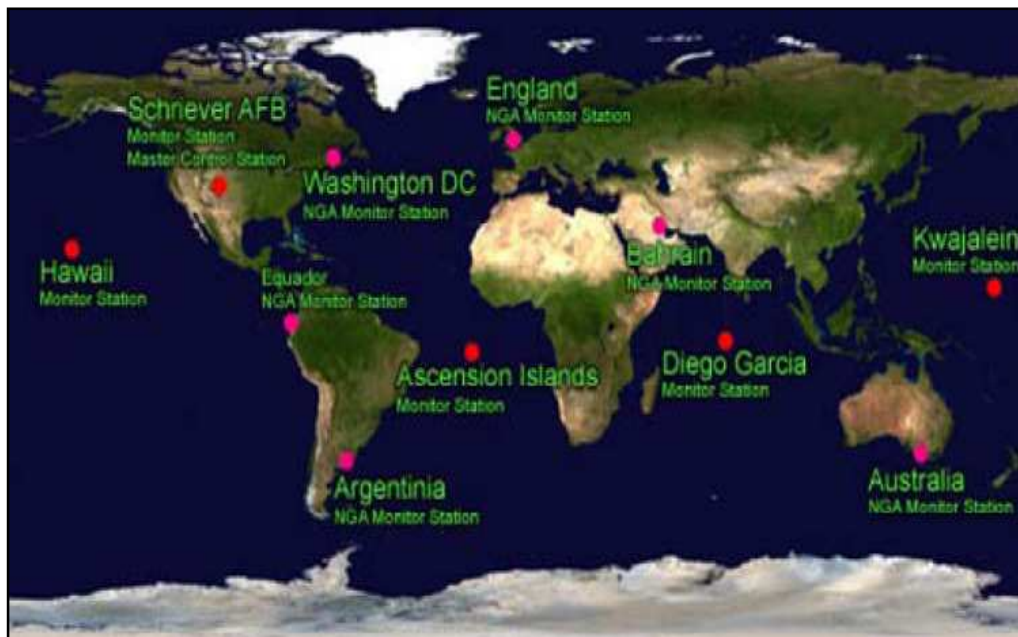 Schriever AFB
Monitor Station
Master Control Station
England
NGA Monitor Station
Washington DC
NGA Monitor Station
Hawaii
Monitor Station
Equador
NGA Monitor Station
Bahrain
NGA Monitor Station
Kwajalein
Monitor Station
Ascension Islands
Monitor Station
Diego Garcia
Monitor Station
Argentinia
NGA Monitor Station
Australia
NGA Monitor Station